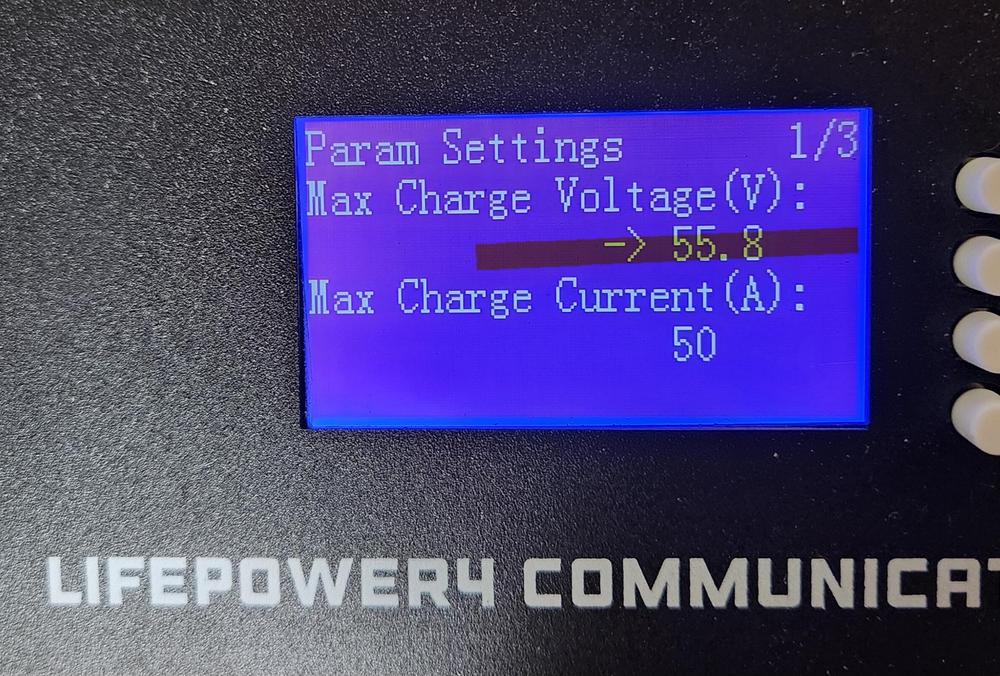 Param Settings 1/3
Max Charge Voltage(V):
-> 55.8
Max Charge Current(A):
50
LIFEPOWER4 COMMUNICAT